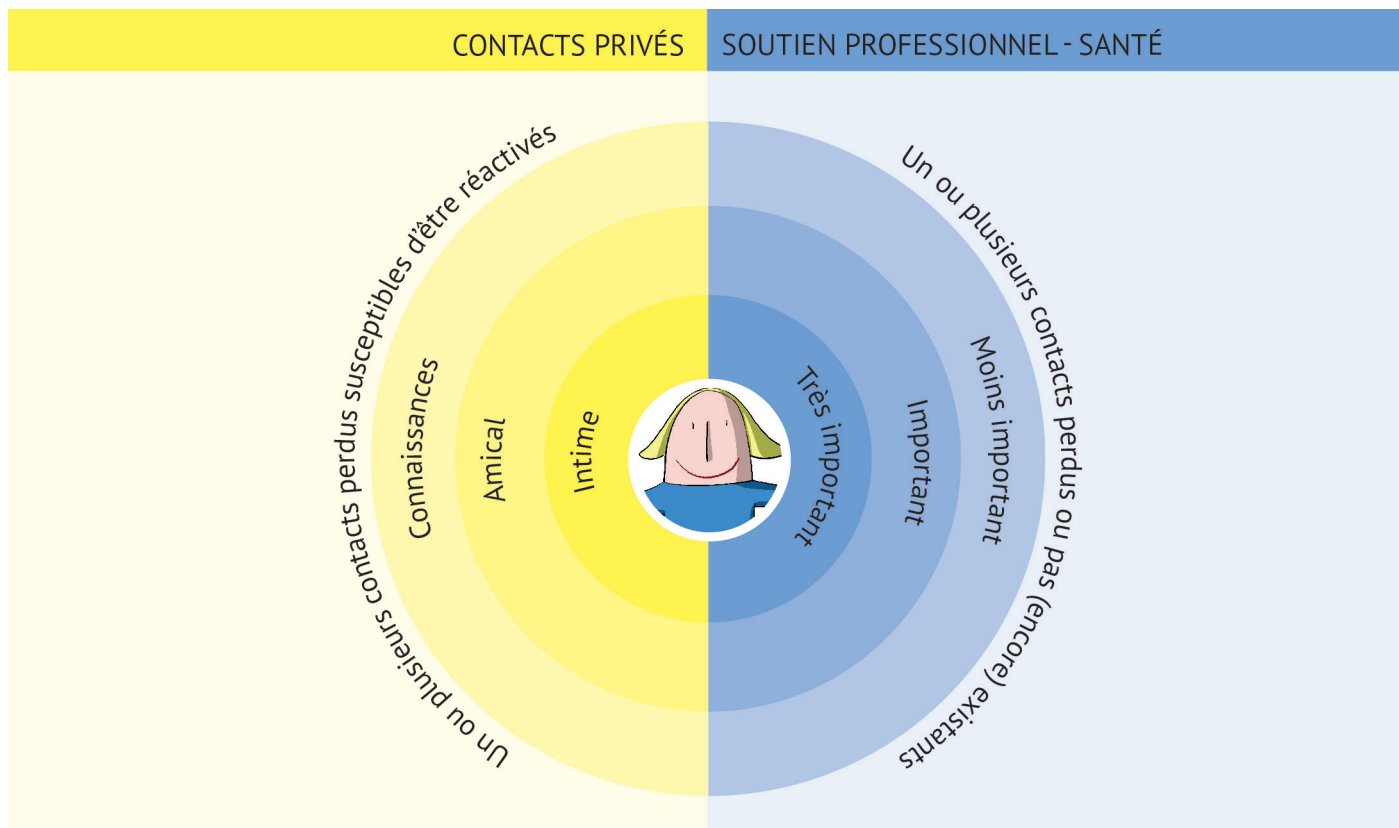 CONTACTS PRIVÉS
SOUTIEN PROFESSIONNEL - SANTÉ
Un ou plusieurs contacts perdus susceptibles d'être réactivés
Connaissances
Amical
Intime
Très important
Important
Moins important
Un ou plusieurs contacts perdus ou pas (encore) existants